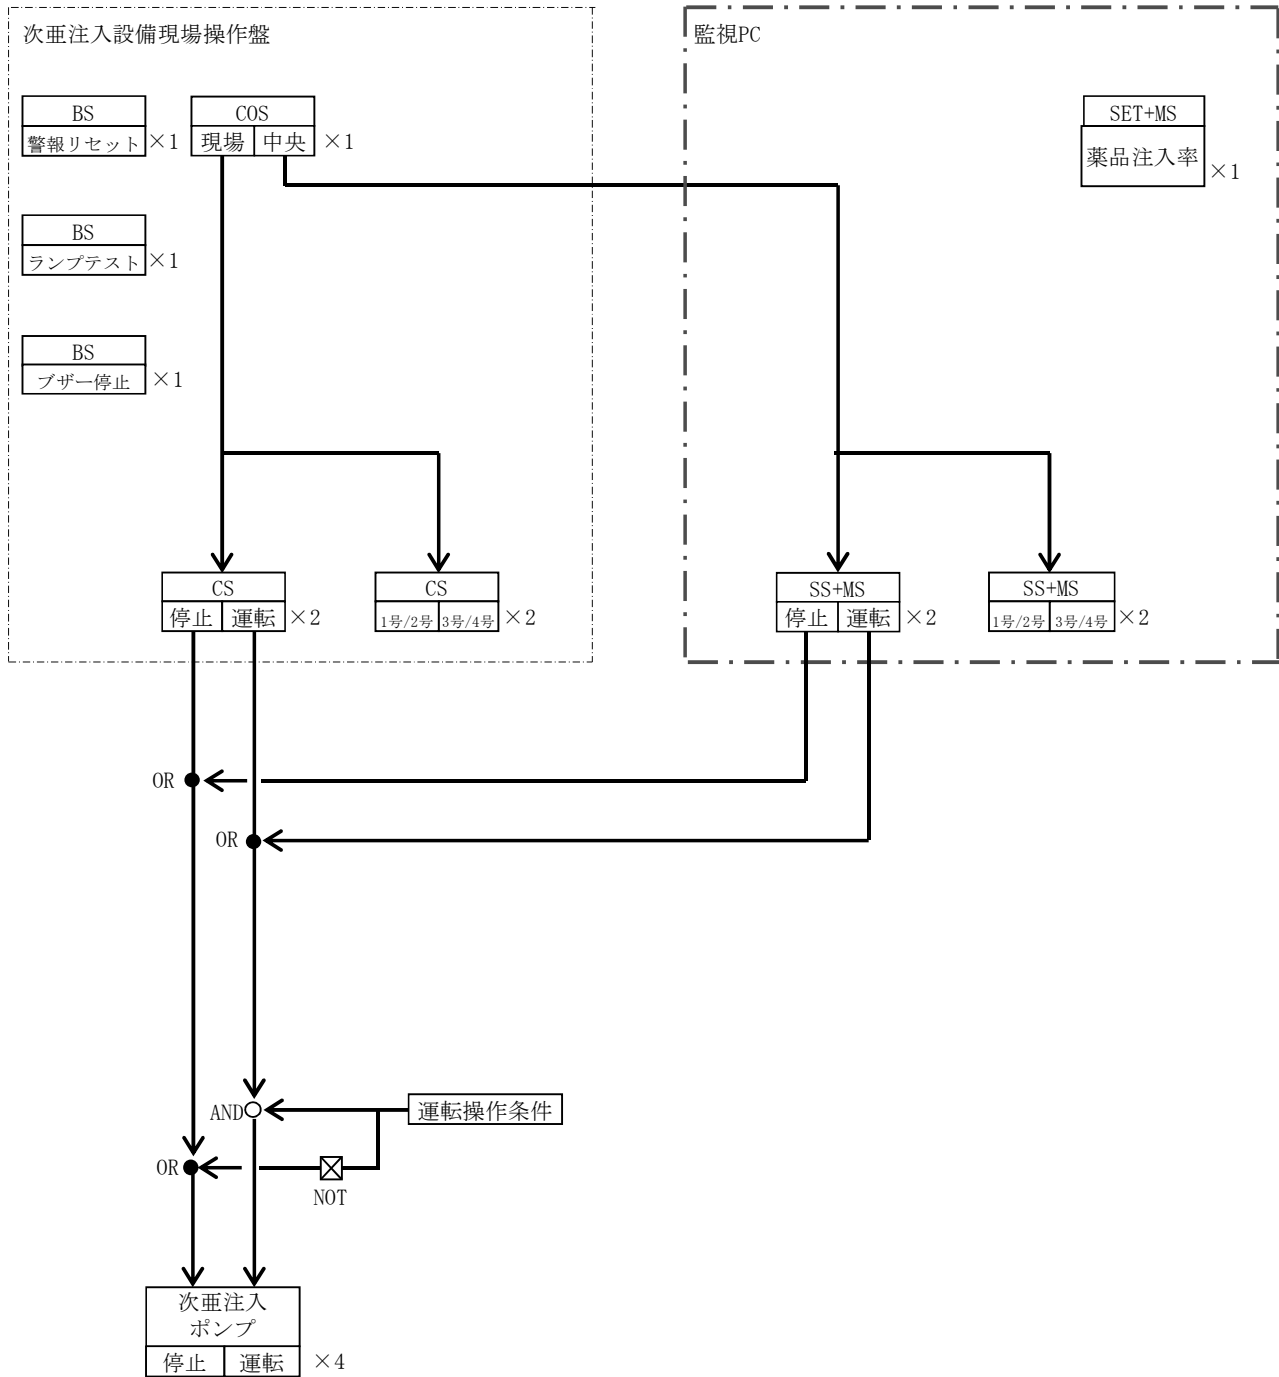 次亜注入設備現場操作盤
監視PC
BS
警報リセット
×1
COS
現場
中央
×1
SET+MS
薬品注入率
×1
BS
ランプテスト
×1
BS
ブザー停止
×1
CS
停止
運転
×2
CS
1号/2号
3号/4号
×2
SS+MS
停止
運転
×2
SS+MS
1号/2号
3号/4号
×2
OR
OR
AND
運転操作条件
OR
NOT
次亜注入
ポンプ
停止
運転
×4